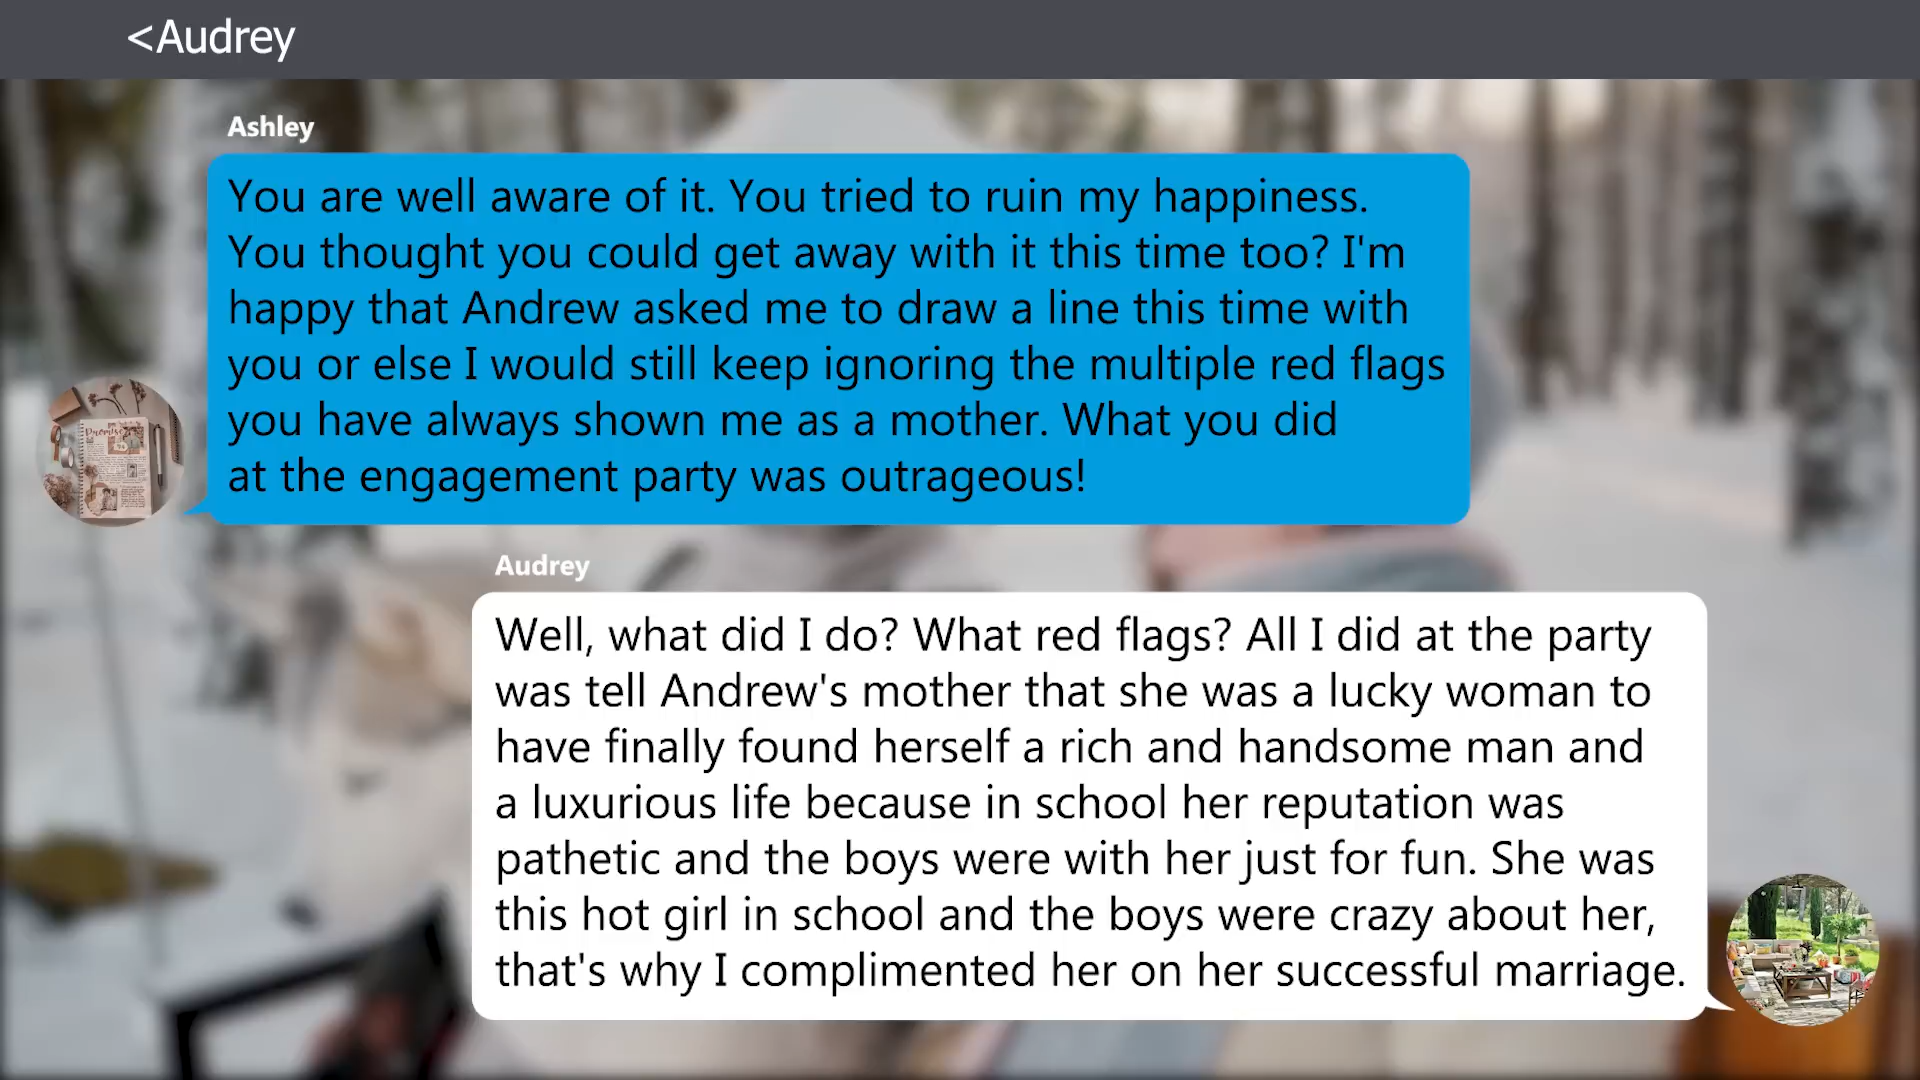 <Audrey
Ashley
You are well aware of it. You tried to ruin my happiness.
You thought you could get away with it this time too? I'm
happy that Andrew asked me to draw a line this time with
you or else I would still keep ignoring the multiple red flags
you have always shown me as a mother. What you did
at the engagement party was outrageous!
Audrey
Well, what did I do? What red flags? All I did at the party
was tell Andrew's mother that she was a lucky woman to
have finally found herself a rich and handsome man and
a luxurious life because in school her reputation was
pathetic and the boys were with her just for fun. She was
this hot girl in school and the boys were crazy about her,
that's why I complimented her on her successful marriage.